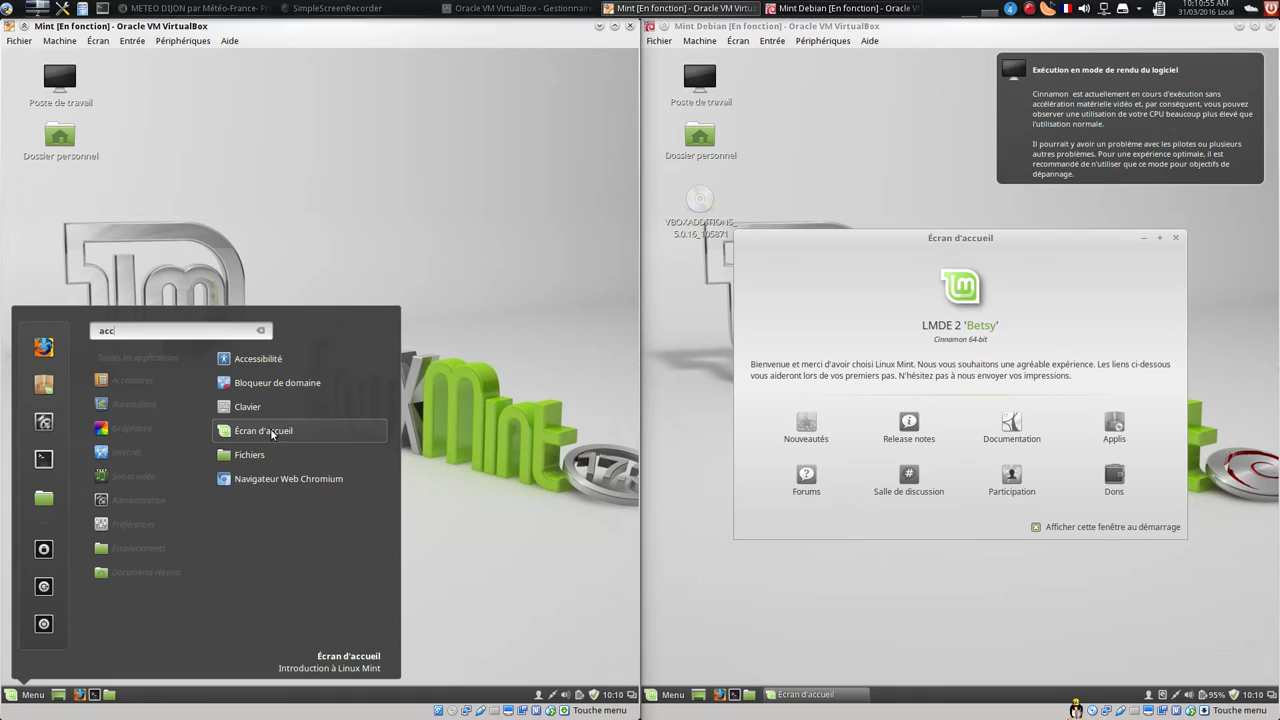 METEO DIJON par Météo-France- Pr
SimpleScreenRecorder
Oracle VM VirtualBox - Gestionnair
Mint [En fonction] - Oracle VM Virtu
Mint Debian [En fonction] - Oracle V
4
10:10:55
31/03/2016 Local
Mint [En fonction] - Oracle VM VirtualBox
Fichier Machine Écran Entrée Périphériques Aide
Poste de travail
Dossier personnel
acc
Toutes les applications
Accessoires
Bureautique
Graphisme
Internet
Son et vidéo
Administration
Préférences
Emplacements
Documents récents
Accessibilité
Bloqueur de domaine
Clavier
Écran d'accueil
Fichiers
Navigateur Web Chromium
Écran d'accueil
Introduction à Linux Mint
Menu
10:10
Touche menu
Mint Debian [En fonction] - Oracle VM VirtualBox
Fichier Machine Écran Entrée Périphériques Aide
Poste de travail
Dossier personnel
VBOXADDITIONS_
5.0.16_105871
Exécution en mode de rendu du logiciel
Cinnamon est actuellement en cours d'exécution sans
accélération matérielle vidéo et, par conséquent, vous pouvez
observer une utilisation de votre CPU beaucoup plus élevé que
l'utilisation normale.
Il pourrait y avoir un problème avec les pilotes ou plusieurs
autres problèmes. Pour une expérience optimale, il est
recommandé de n'utiliser que ce mode pour objectifs de
dépannage.
Écran d'accueil
LMDE 2 'Betsy'
Cinnamon 64-bit
Bienvenue et merci d'avoir choisi Linux Mint. Nous vous souhaitons une agréable expérience. Les liens ci-dessous
vous aideront lors de vos premiers pas. N'hésitez pas à nous envoyer vos impressions.
Nouveautés Release notes Documentation Applis
Forums Salle de discussion Participation Dons
Afficher cette fenêtre au démarrage
Menu
Écran d'accueil
95% 10:10
Touche menu